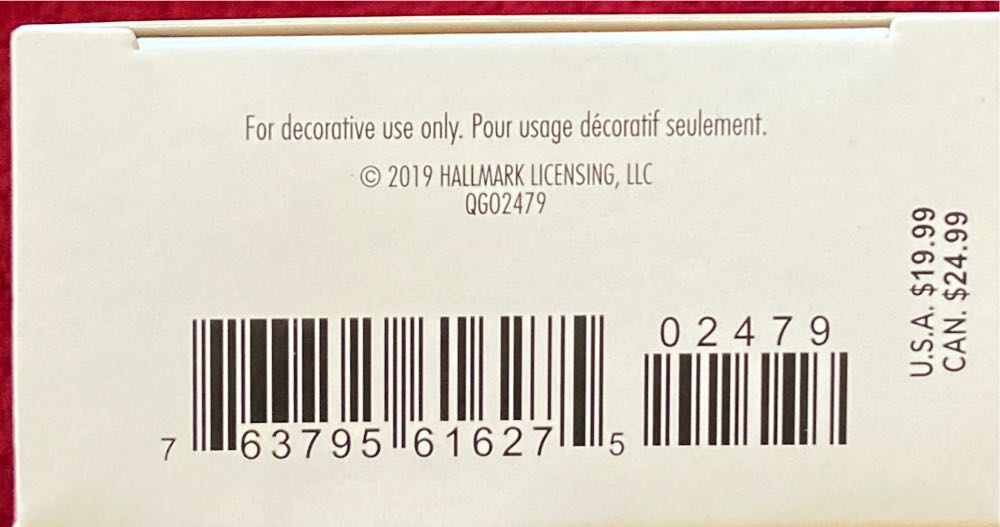 For decorative use only. Pour usage décoratif seulement.
© 2019 HALLMARK LICENSING, LLC
QGO2479
02479
7 63795 61627 5
U.S.A. $19.99
CAN. $24.99